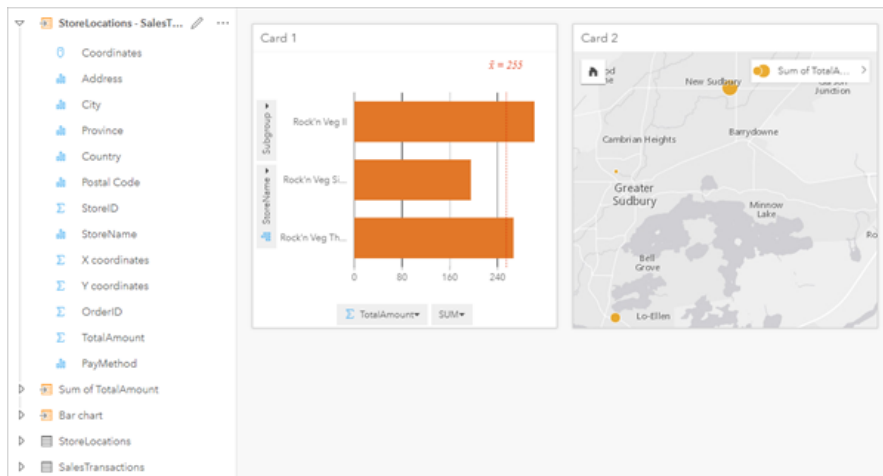 StoreLocations - SalesT...
Coordinates
Address
City
Province
Country
Postal Code
StoreID
StoreName
X coordinates
Y coordinates
OrderID
TotalAmount
PayMethod
Sum of TotalAmount
Bar chart
StoreLocations
SalesTransactions
Card 1
x̄ = 255
Subgroup
StoreName
Rock'n Veg II
Rock'n Veg Si...
Rock'n Veg Th...
0 80 160 240
Σ TotalAmount SUM
Card 2
Sum of TotalA...
New Sudbury
Junction
Cambrian Heights
Barrydowne
Greater
Sudbury
Minnow
Lake
Bell
Grove
Lo-Ellen